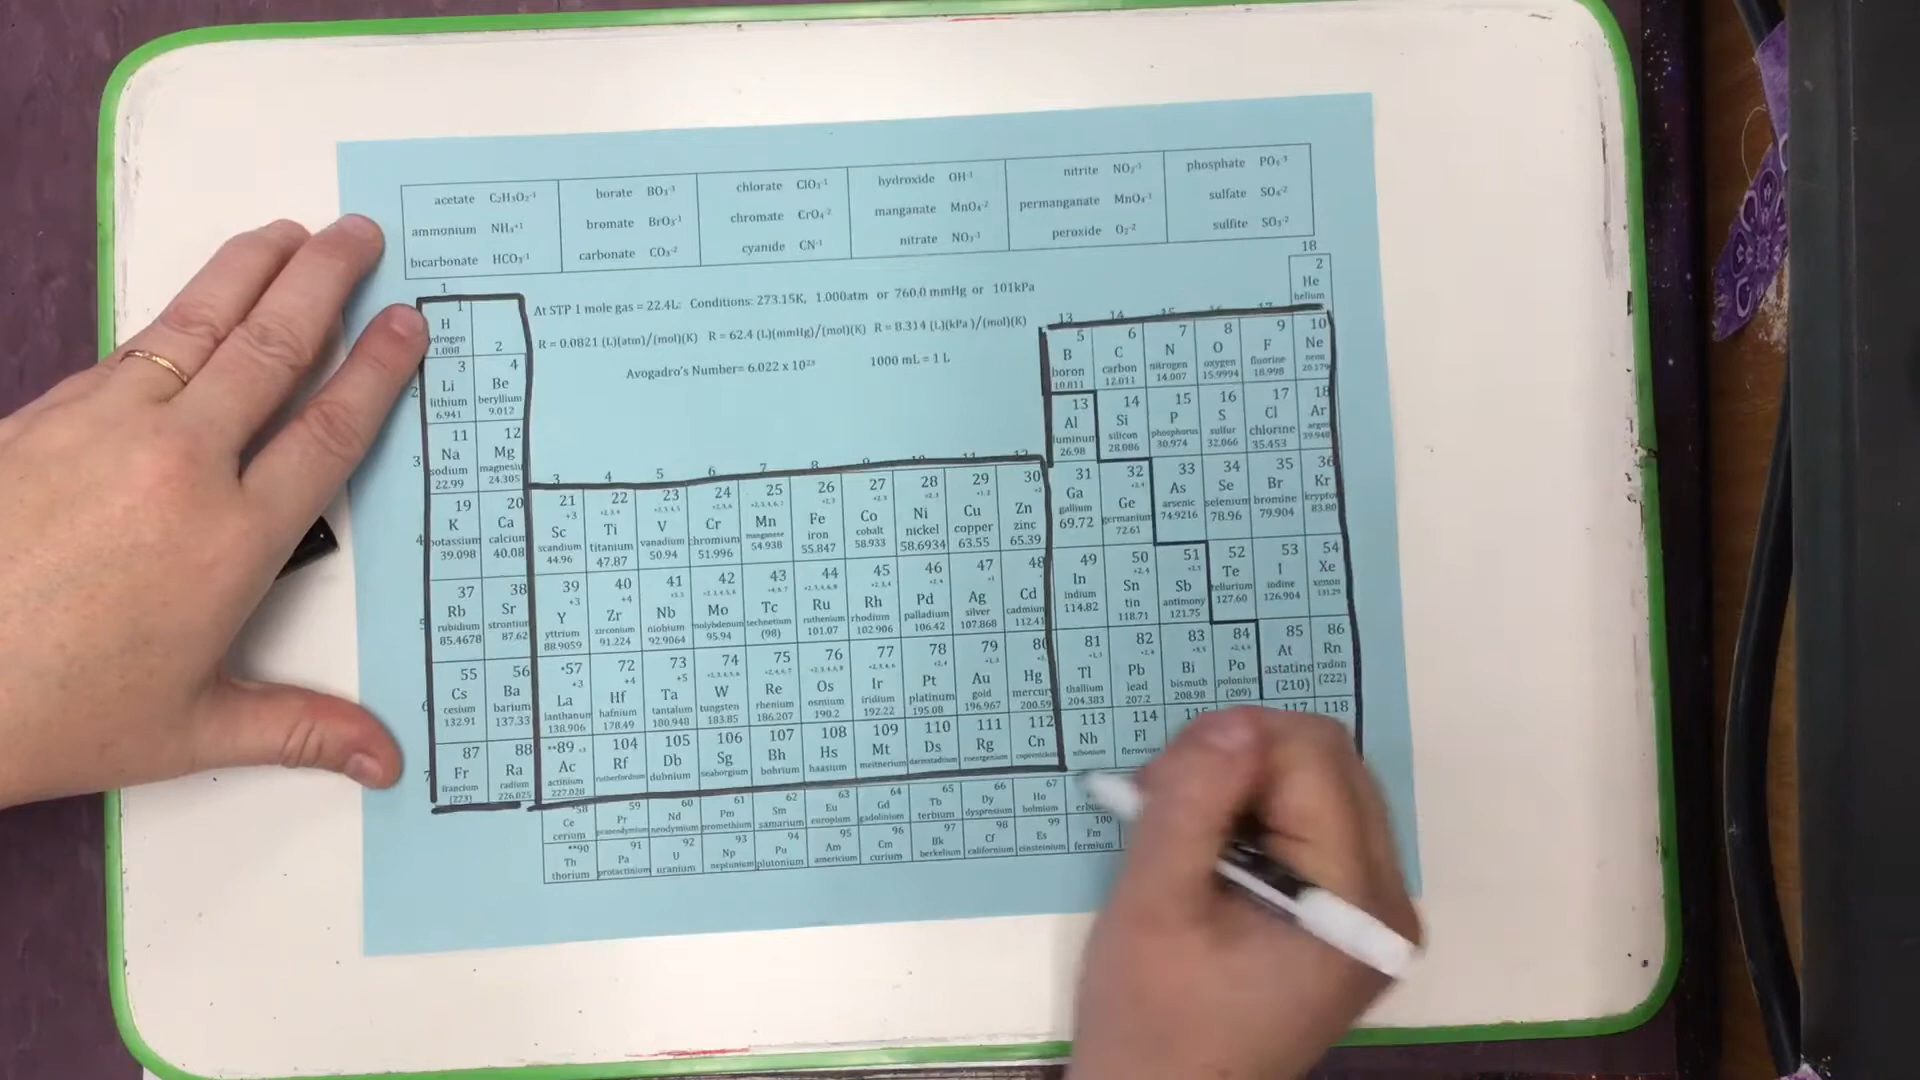 acetate C₂H₃O₂⁻¹ borate BO₃⁻³ chlorate ClO₃⁻¹ hydroxide OH⁻¹ nitrite NO₂⁻¹ phosphate PO₄⁻³
ammonium NH₄⁺¹ bromate BrO₃⁻¹ chromate CrO₄⁻² manganate MnO₄⁻² permanganate MnO₄⁻¹ sulfate SO₄⁻²
bicarbonate HCO₃⁻¹ carbonate CO₃⁻² cyanide CN⁻¹ nitrate NO₃⁻¹ peroxide O₂⁻² sulfite SO₃⁻²
1 18
At STP 1 mole gas = 22.4L: Conditions: 273.15K, 1.000atm or 760.0 mmHg or 101kPa
R = 0.0821 (L)(atm)/(mol)(K) R = 62.4 (L)(mmHg)/(mol)(K) R = 8.314 (L)(kPa )/(mol)(K)
Avogadro's Number= 6.022 x 10²³ 1000 mL = 1 L
1 2
H He
helium
1.008
2 13 14
3 4 5 6 7 8 9 10
2 Li Be B C N O F Ne
lithium beryllium boron carbon nitrogen oxygen fluorine neon
6.941 9.012 10.811 12.011 14.007 15.9994 18.998
11 12 13 14 15 16 17 18
3 Na Mg Al Si P S Cl Ar
sodium silicon phosphorus sulfur chlorine
22.99 24.305 26.98 28.086 30.974 32.066 35.453 39.948
3 4 5 6 7 8
19 20 21 22 23 24 25 26 27 28 29 30 31 32 33 34 35 36
K Ca Sc Ti V Cr Mn Fe Co Ni Cu Zn Ga Ge As Se Br Kr
calcium scandium titanium vanadium chromium manganese iron cobalt nickel copper zinc gallium germanium arsenic selenium bromine
39.098 40.08 44.96 47.87 50.94 51.996 54.938 55.847 58.933 58.6934 63.55 65.39 69.72 72.61 74.9216 78.96 79.904 83.80
37 38 39 40 41 42 43 44 45 46 47 48 49 50 51 52 53 54
Rb Sr Y Zr Nb Mo Tc Ru Rh Pd Ag Cd In Sn Sb Te I Xe
rubidium yttrium zirconium niobium molybdenum technetium ruthenium rhodium palladium silver cadmium indium tin antimony tellurium iodine xenon
85.4678 87.62 88.9059 91.224 92.9064 95.94 (98) 101.07 102.906 106.42 107.868 112.41 114.82 118.71 121.75 127.60 126.904
55 56 *57 72 73 74 75 76 77 78 79 80 81 82 83 84 85 86
Cs Ba La Hf Ta W Re Os Ir Pt Au Hg Tl Pb Bi Po At Rn
cesium barium lanthanum hafnium tantalum tungsten rhenium osmium iridium platinum gold mercury thallium lead bismuth polonium astatine radon
132.91 137.33 138.906 178.49 180.948 183.85 186.207 190.2 192.22 195.08 196.967 200.59 204.383 207.2 208.98 (209) (210) (222)
87 88 **89 104 105 106 107 108 109 110 111 112 113 114 117 118
7 Fr Ra Ac Rf Db Sg Bh Hs Mt Ds Rg Cn Nh Fl
francium radium actinium rutherfordium dubnium seaborgium bohrium haasium meitnerium darmstadtium roentgenium
(223) 226.025 227.028
*58 59 60 61 62 63 64 65 66 67
Ce Pr Nd Pm Sm Eu Gd Tb Dy Ho
cerium praseodymium neodymium promethium samarium europium gadolinium terbium dysprosium holmium
**90 91 92 93 94 95 96 97 98 99 100
Th Pa U Np Pu Am Cm Bk Cf Es Fm
thorium protactinium uranium neptunium plutonium americium curium berkelium californium einsteinium fermium